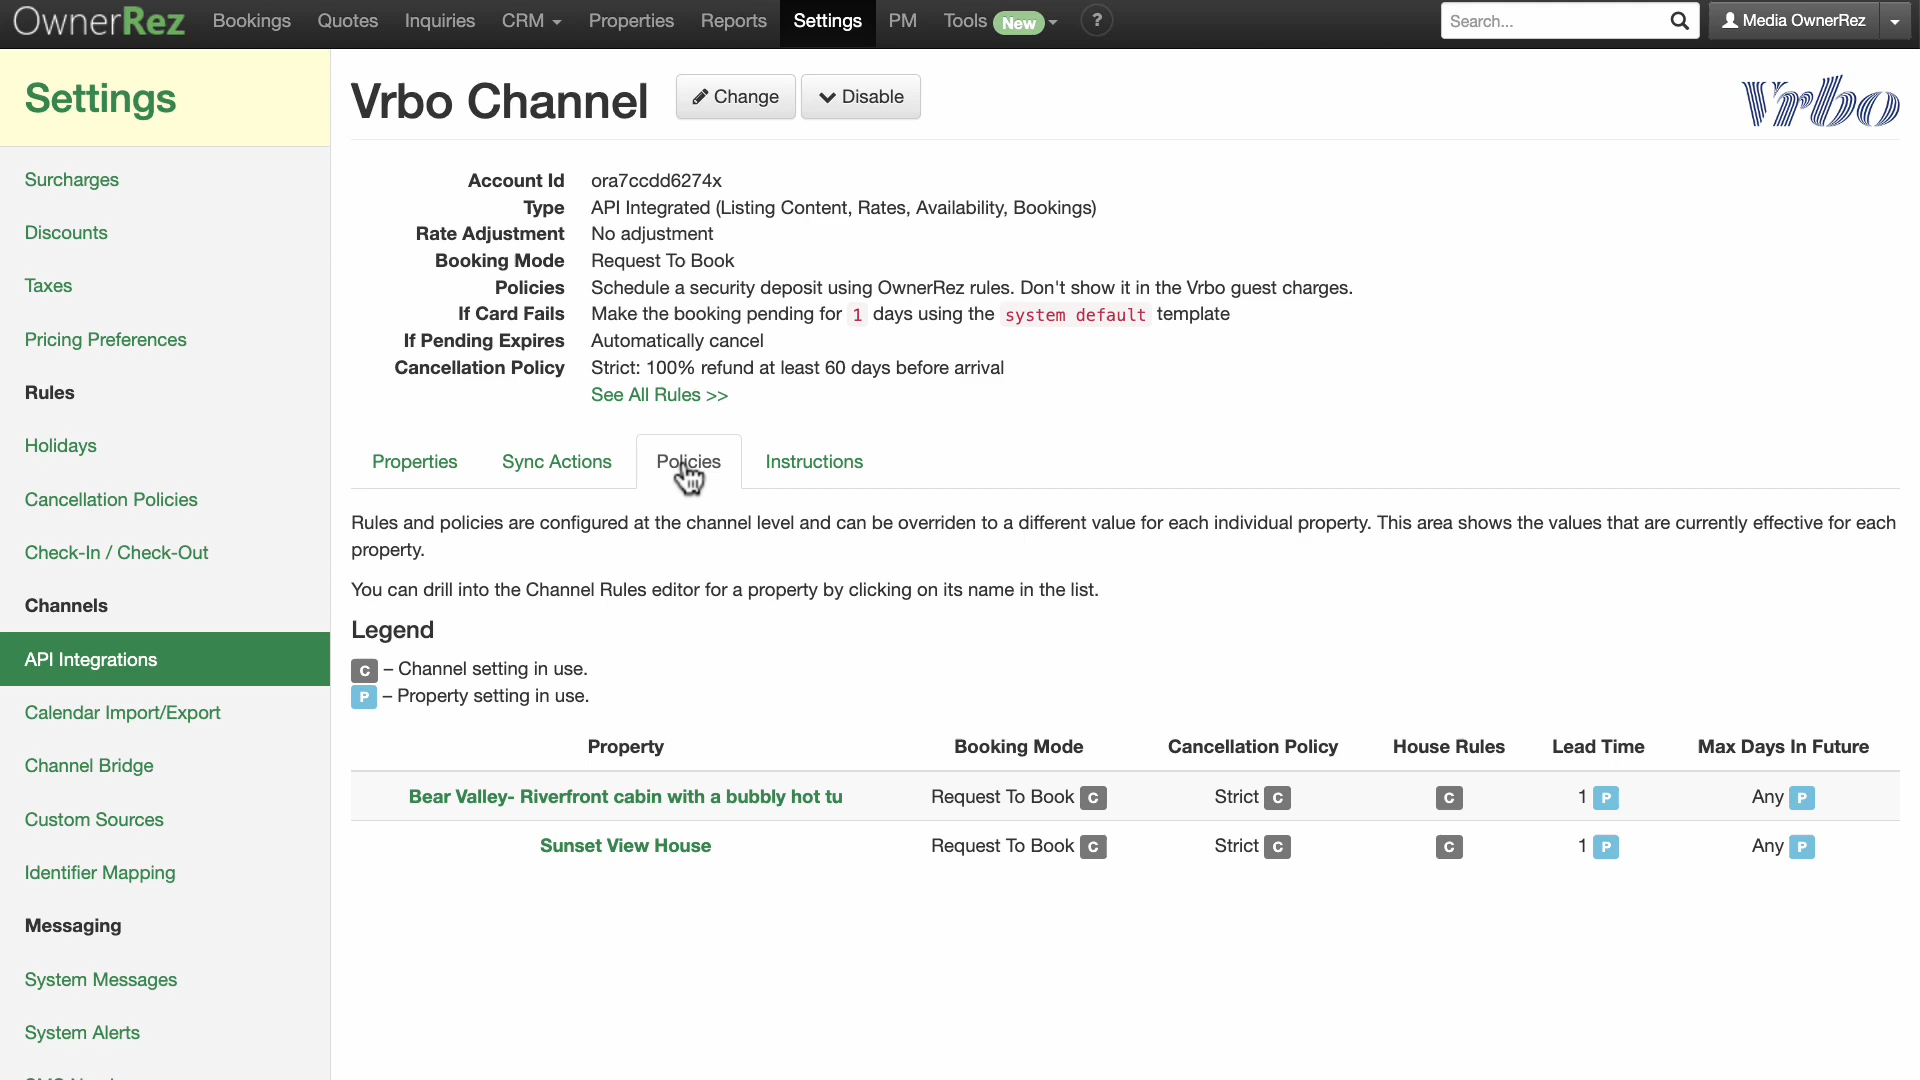 OwnerRez Bookings Quotes Inquiries CRM Properties Reports Settings PM Tools New ? Search... Media OwnerRez
Settings
Surcharges
Discounts
Taxes
Pricing Preferences
Rules
Holidays
Cancellation Policies
Check-In / Check-Out
Channels
API Integrations
Calendar Import/Export
Channel Bridge
Custom Sources
Identifier Mapping
Messaging
System Messages
System Alerts
Vrbo Channel Change Disable Vrbo
Account Id ora7ccdd6274x
Type API Integrated (Listing Content, Rates, Availability, Bookings)
Rate Adjustment No adjustment
Booking Mode Request To Book
Policies Schedule a security deposit using OwnerRez rules. Don't show it in the Vrbo guest charges.
If Card Fails Make the booking pending for 1 days using the system default template
If Pending Expires Automatically cancel
Cancellation Policy Strict: 100% refund at least 60 days before arrival
See All Rules >>
Properties Sync Actions Policies Instructions
Rules and policies are configured at the channel level and can be overriden to a different value for each individual property. This area shows the values that are currently effective for each
property.
You can drill into the Channel Rules editor for a property by clicking on its name in the list.
Legend
C – Channel setting in use.
P – Property setting in use.
Property Booking Mode Cancellation Policy House Rules Lead Time Max Days In Future
Bear Valley- Riverfront cabin with a bubbly hot tu Request To Book C Strict C C 1 P Any P
Sunset View House Request To Book C Strict C C 1 P Any P